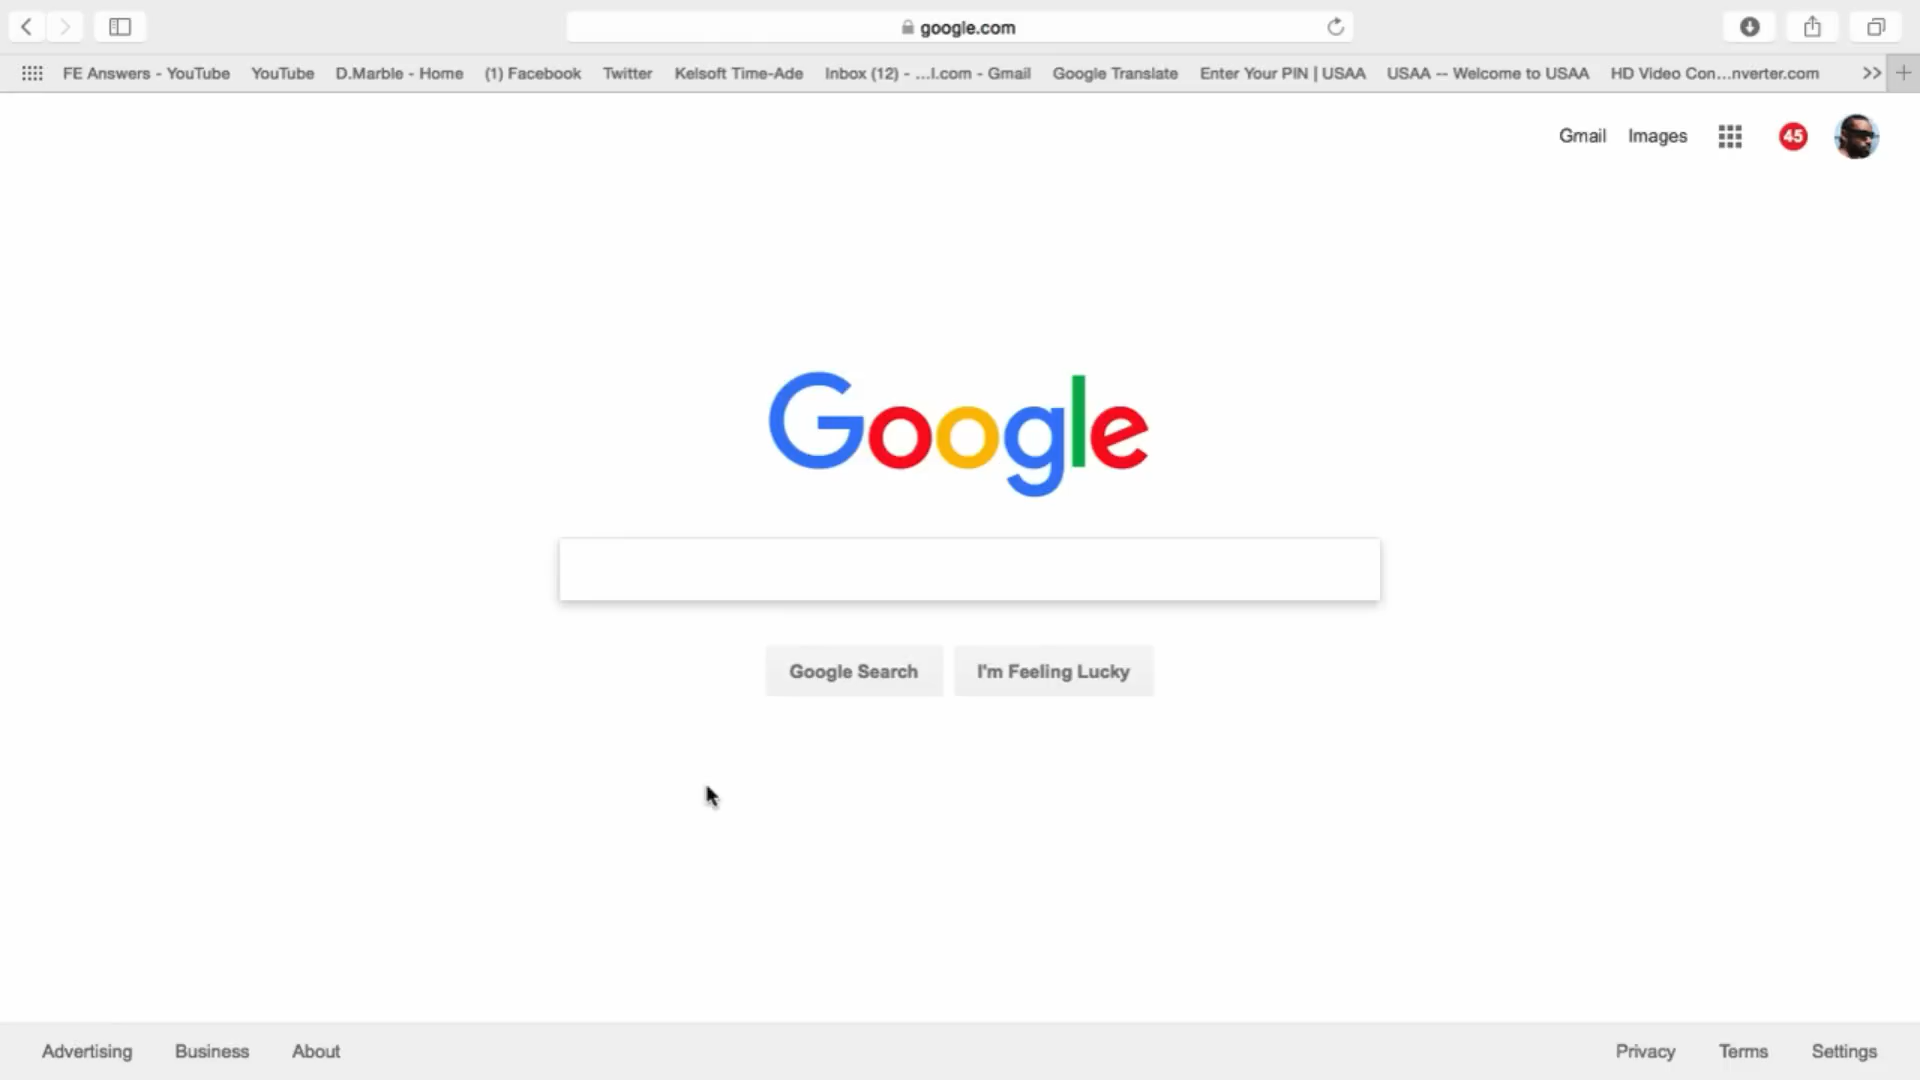 google.com
FE Answers - YouTube YouTube D.Marble - Home (1) Facebook Twitter Kelsoft Time-Ade Inbox (12) - ...l.com - Gmail Google Translate Enter Your PIN | USAA USAA -- Welcome to USAA HD Video Con...nverter.com >>
Gmail Images 45
Google
Google Search I'm Feeling Lucky
Advertising Business About Privacy Terms Settings